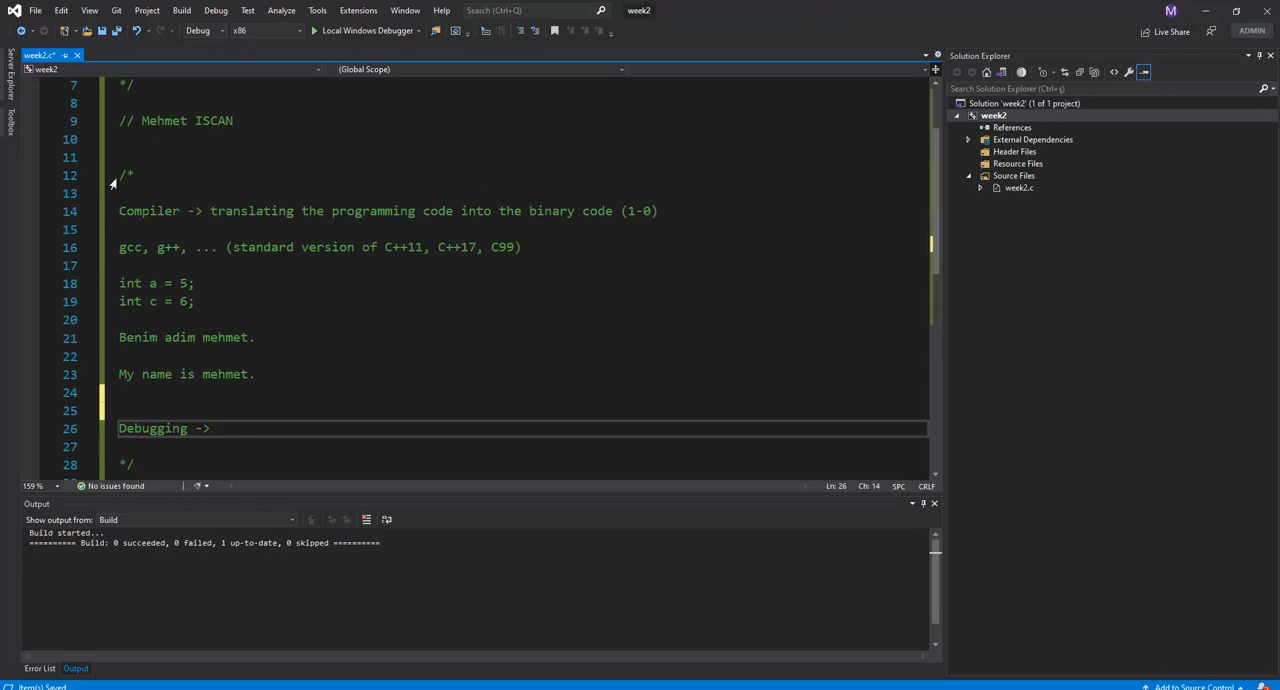 File Edit View Git Project Build Debug Test Analyze Tools Extensions Window Help Search (Ctrl+Q) week2 M
Debug x86 Local Windows Debugger Live Share ADMIN
Server Explorer
Toolbox
week2.c*
week2 (Global Scope)
7 */
8
9 // Mehmet ISCAN
10
11
12 /*
13
14 Compiler -> translating the programming code into the binary code (1-0)
15
16 gcc, g++, ... (standard version of C++11, C++17, C99)
17
18 int a = 5;
19 int c = 6;
20
21 Benim adim mehmet.
22
23 My name is mehmet.
24
25
26 Debugging ->
27
28 */
159 % No issues found Ln: 26 Ch: 14 SPC CRLF
Output
Show output from: Build
Build started...
========== Build: 0 succeeded, 0 failed, 1 up-to-date, 0 skipped ==========
Error List Output
Item(s) Saved Add to Source Control
Solution Explorer
Search Solution Explorer (Ctrl+ş)
Solution 'week2' (1 of 1 project)
week2
References
External Dependencies
Header Files
Resource Files
Source Files
week2.c